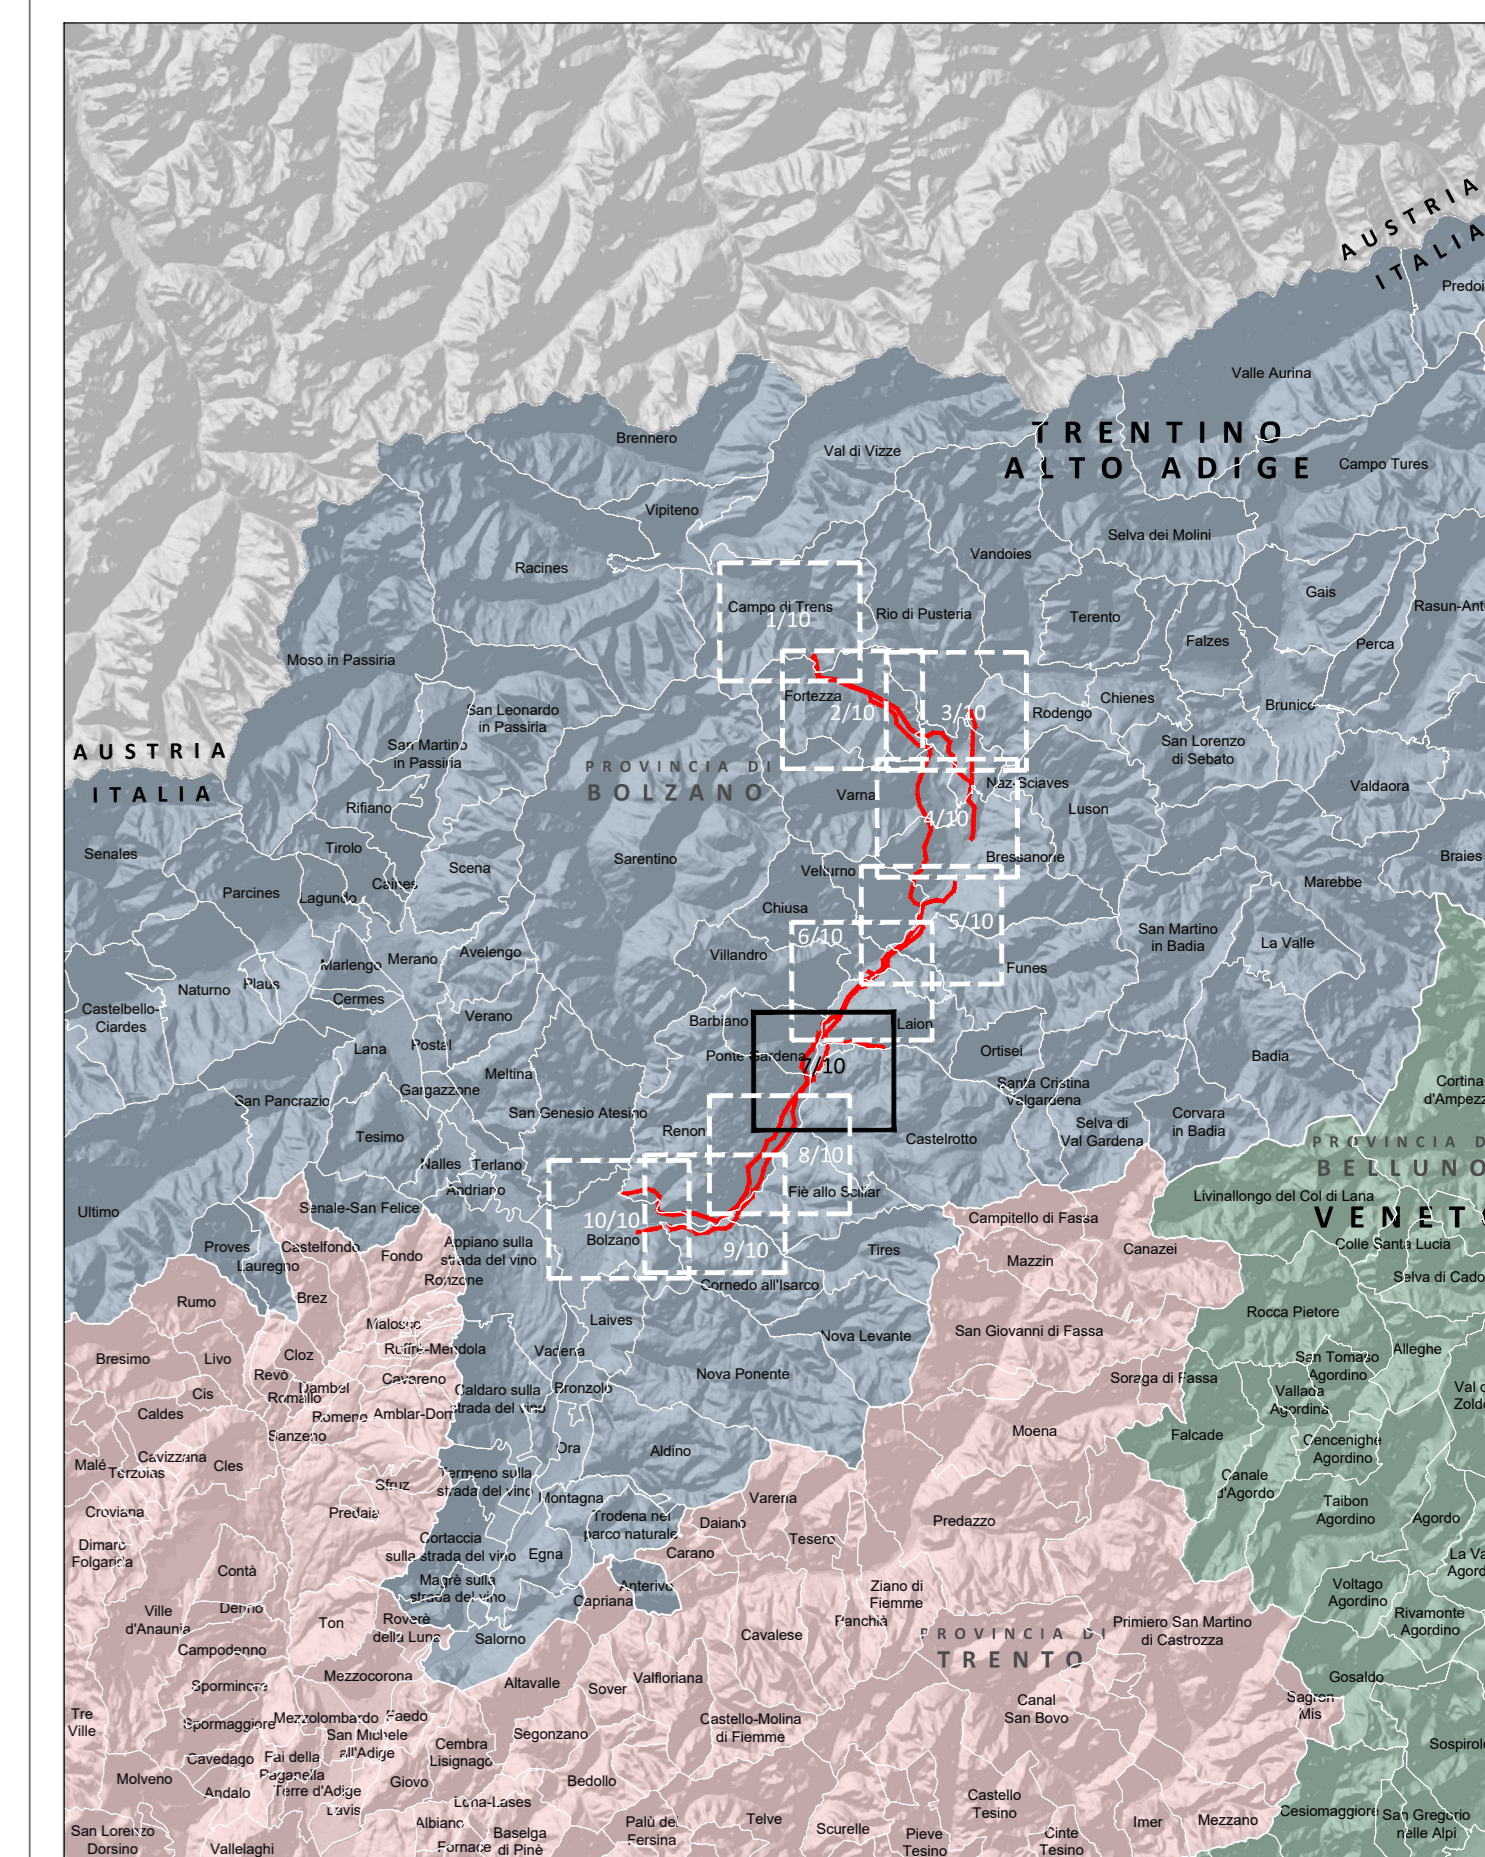 AUSTRIA
ITALIA
Valle Aurina
Brennero
TRENTINO
Val di Vizze
Campo Tures
ALTO ADIGE
Vipiteno
Selva dei Molini
Vandoies
Racines
Gais
Campo di Trens
1/10
Rio di Pusteria
Terento
Falzes
Perca
Moso in Passiria
Fortezza
2/10
3/10
Rodengo
Chienes
Brunico
San Leonardo
in Passiria
San Martino
in Passiria
San Lorenzo
di Sebato
AUSTRIA
ITALIA
PROVINCIA DI
BOLZANO
Naz-Sciaves
Valdaora
Varna
Luson
Rifiano
4/10
Tirolo
Senales
Scena
Sarentino
Bressanone
Braies
Velturno
Caines
Marebbe
Parcines
Lagundo
Chiusa
5/10
6/10
San Martino
in Badia
La Valle
Avelengo
Villandro
Marlengo
Merano
Funes
Plaus
Naturno
Cermes
Castelbello-
Ciardes
Verano
Barbiano
Laion
Lana
Postal
Ponte Gardena
7/10
Ortisei
Badia
Meltina
Gargazzone
Santa Cristina
Valgardena
San Pancrazio
San Genesio Atesino
Selva di
Val Gardena
Corvara
in Badia
Tesimo
Renon
Castelrotto
8/10
Nalles
Terlano
Andriano
Fiè allo Sciliar
BELLUNO
Livinallongo del Col di Lana
Ultimo
Senale-San Felice
10/10
Bolzano
Campitello di Fassa
Colle Santa Lucia
Proves
Lauregno
Castelfondo
Fondo
Appiano sulla
strada del vino
9/10
Tires
Mazzin
Canazei
Ronzone
Cornedo all'Isarco
Rumo
Brez
Rocca Pietore
Malosco
Laives
Nova Levante
San Giovanni di Fassa
Ruffrè-Mendola
Vadena
Alleghe
Bresimo
Livo
Cloz
San Tomaso
Agordino
Revò
Cavareno
Nova Ponente
Soraga di Fassa
Cis
Dambel
Romallo
Caldaro sulla
strada del vino
Bronzolo
Vallada
Agordina
Caldes
Romeno
Amblar-Don
Sanzeno
Moena
Falcade
Cencenighe
Agordino
Ora
Aldino
Malé
Terzolas
Cavizzana
Cles
Termeno sulla
strada del vino
Sfruz
Canale
d'Agordo
Montagna
Varena
Croviana
Predaia
Trodena nel
parco naturale
Daiano
Tesero
Predazzo
Taibon
Agordino
Agordo
Dimaro
Folgarida
Cortaccia
sulla strada del vino
Egna
Carano
Contà
Magrè sulla
strada del vino
Anterivo
Capriana
Ziano di
Fiemme
Voltago
Agordino
Ville
d'Anaunia
Denno
Ton
Roverè
della Luna
Panchià
Rivamonte
Agordino
Salorno
Cavalese
PROVINCIA DI
TRENTO
Primiero San Martino
di Castrozza
Campodenno
Mezzocorona
Sporminore
Altavalle
Sover
Valfloriana
Gosaldo
Tre
Ville
Spormaggiore
Mezzolombardo
Faedo
San Michele
all'Adige
Castello-Molina
di Fiemme
Canal
San Bovo
Sagron
Mis
Segonzano
Cembra
Lisignago
Cavedago
Fai della
Paganella
Molveno
Andalo
Terre d'Adige
Giovo
Bedollo
Lavis
Lona-Lases
Castello
Tesino
Albiano
San Lorenzo
Dorsino
Vallelaghi
Fornace
Baselga
di Pinè
Palù del
Fersina
Telve
Scurelle
Pieve
Tesino
Cinte
Tesino
Imer
Mezzano
Cesiomaggiore
San Gregorio
nelle Alpi